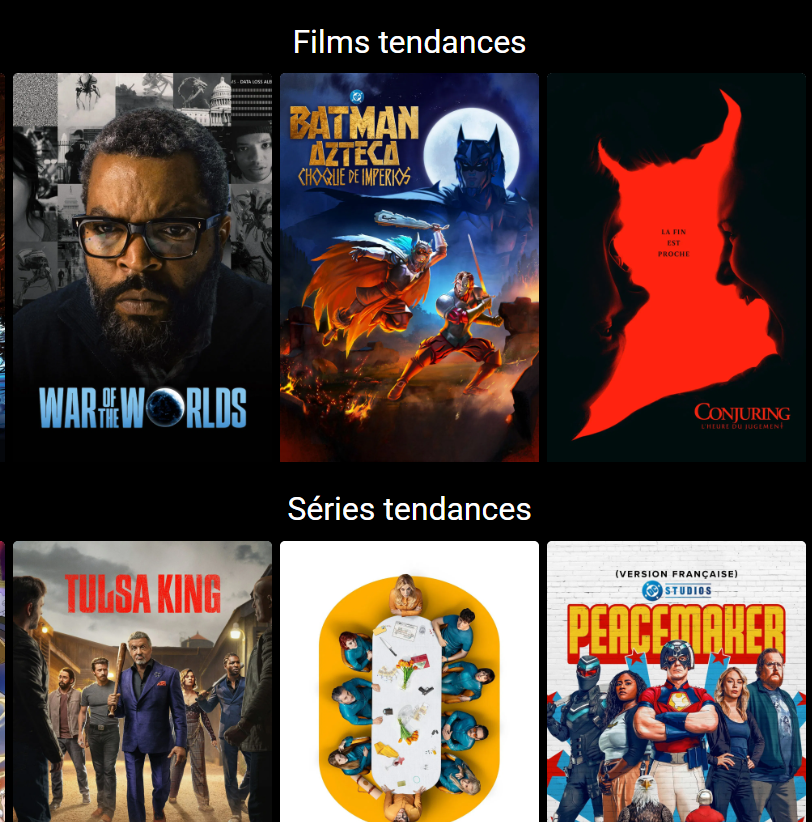 Films tendances
DATA LOSS ALE
WAR OF THE WORLDS
DC
BATMAN
AZTECA
CHOQUE DE IMPERIOS
LA FIN
EST
PROCHE
CONJURING
L'HEURE DU JUGEMENT
Séries tendances
TULSA KING
(VERSION FRANÇAISE)
DC STUDIOS
PEACEMAKER